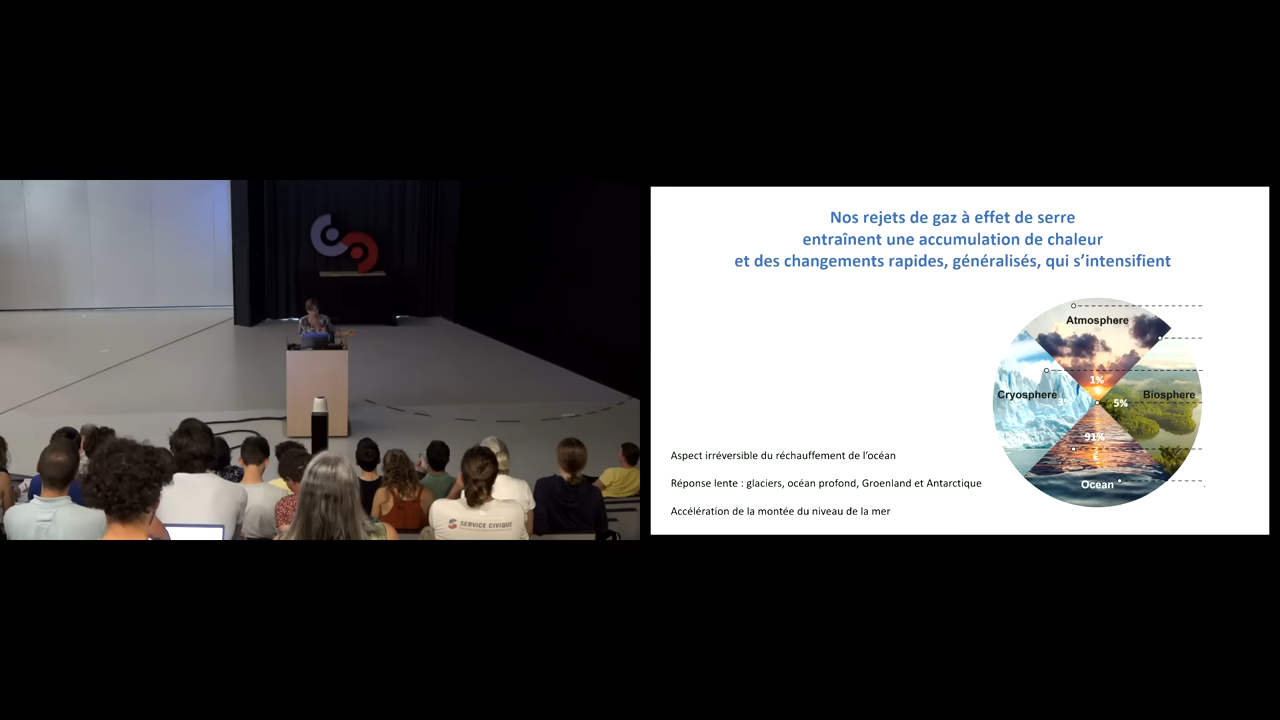 Nos rejets de gaz à effet de serre
entraînent une accumulation de chaleur
et des changements rapides, généralisés, qui s’intensifient
Atmosphere
1%
Cryosphere
Biosphere
5%
91%
Ocean
Aspect irréversible du réchauffement de l’océan
Réponse lente : glaciers, océan profond, Groenland et Antarctique
Accélération de la montée du niveau de la mer
SERVICE CIVIQUE